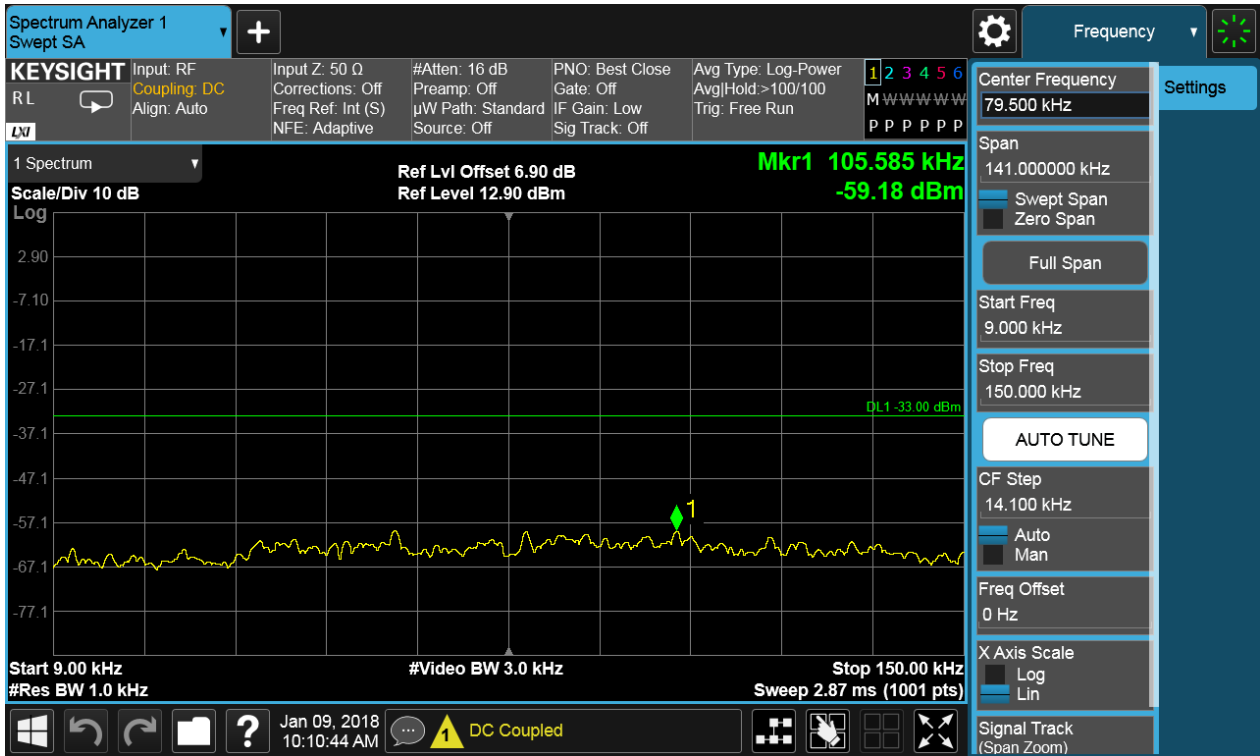 Spectrum Analyzer 1
Swept SA
Frequency
KEYSIGHT
R L
LXI
Input: RF
Coupling: DC
Align: Auto
Input Z: 50 Ω
Corrections: Off
Freq Ref: Int (S)
NFE: Adaptive
#Atten: 16 dB
Preamp: Off
µW Path: Standard
Source: Off
PNO: Best Close
Gate: Off
IF Gain: Low
Sig Track: Off
Avg Type: Log-Power
Avg|Hold:>100/100
Trig: Free Run
1 2 3 4 5 6
M W W W W W
P P P P P P
1 Spectrum
Scale/Div 10 dB
Log
Ref Lvl Offset 6.90 dB
Ref Level 12.90 dBm
Mkr1 105.585 kHz
-59.18 dBm
2.90
-7.10
-17.1
-27.1
-37.1
-47.1
-57.1
-67.1
-77.1
DL1 -33.00 dBm
1
Start 9.00 kHz
#Video BW 3.0 kHz
Stop 150.00 kHz
#Res BW 1.0 kHz
Sweep 2.87 ms (1001 pts)
Center Frequency
79.500 kHz
Span
141.000000 kHz
Swept Span
Zero Span
Full Span
Start Freq
9.000 kHz
Stop Freq
150.000 kHz
AUTO TUNE
CF Step
14.100 kHz
Auto
Man
Freq Offset
0 Hz
X Axis Scale
Log
Lin
Signal Track
(Span Zoom)
Settings
?
Jan 09, 2018
10:10:44 AM
1
DC Coupled